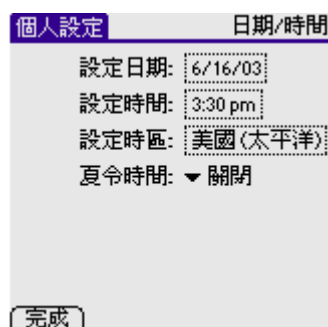 個人設定 日期/時間
設定日期: 6/16/03
設定時間: 3:30 pm
設定時區: 美國 (太平洋)
夏令時間: 關閉
完成